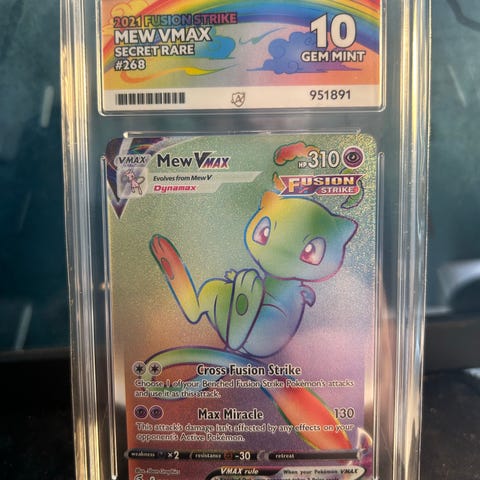 2021 FUSION STRIKE
MEW VMAX
SECRET RARE
#268
10
GEM MINT
951891
VMAX Mew VMAX HP 310
Evolves from Mew V
Dynamax
FUSION
STRIKE
Cross Fusion Strike
Choose 1 of your Benched Fusion Strike Pokémon's attacks
and use it as this attack.
Max Miracle 130
This attack's damage isn't affected by any effects on your
opponent's Active Pokémon.
weakness ×2 resistance -30 retreat
VMAX rule When your Pokémon VMAX